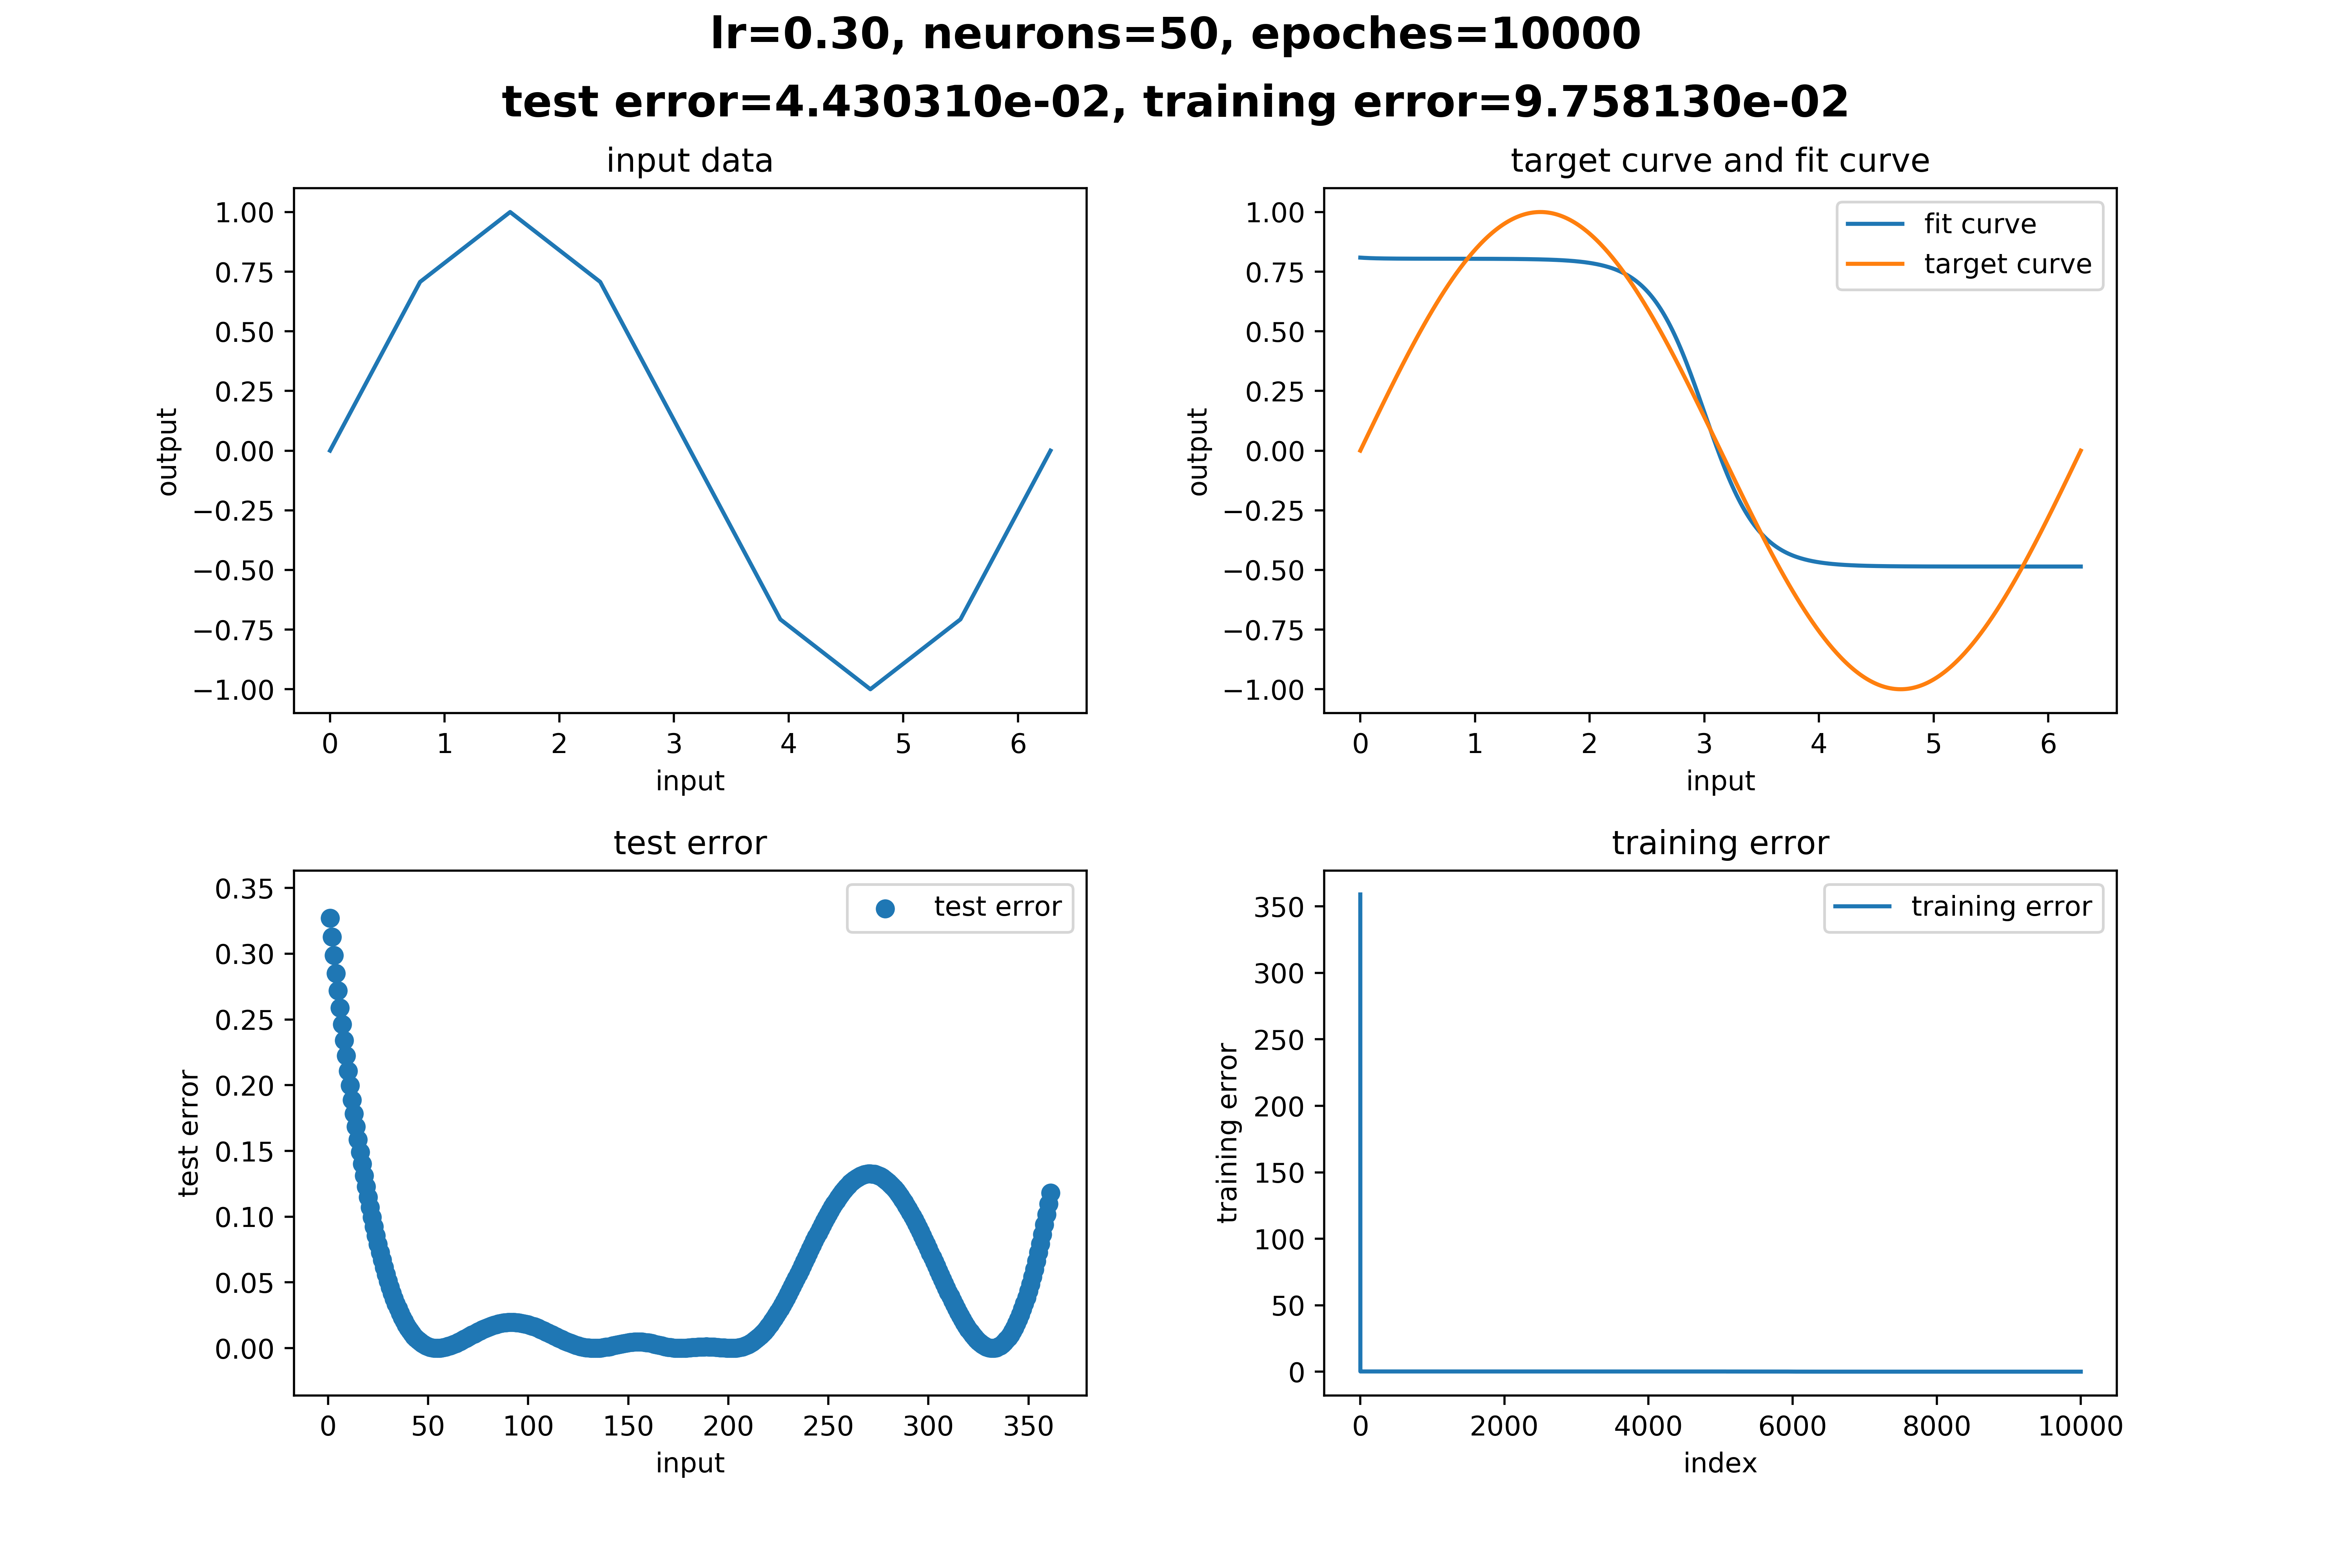 lr=0.30, neurons=50, epoches=10000
test error=4.430310e-02, training error=9.758130e-02
input data
1.00
0.75
0.50
0.25
0.00
−0.25
−0.50
−0.75
−1.00
output
0 1 2 3 4 5 6
input
target curve and fit curve
fit curve
target curve
1.00
0.75
0.50
0.25
0.00
−0.25
−0.50
−0.75
−1.00
output
0 1 2 3 4 5 6
input
test error
test error
0.35
0.30
0.25
0.20
0.15
0.10
0.05
0.00
test error
0 50 100 150 200 250 300 350
input
training error
training error
350
300
250
200
150
100
50
0
training error
0 2000 4000 6000 8000 10000
index